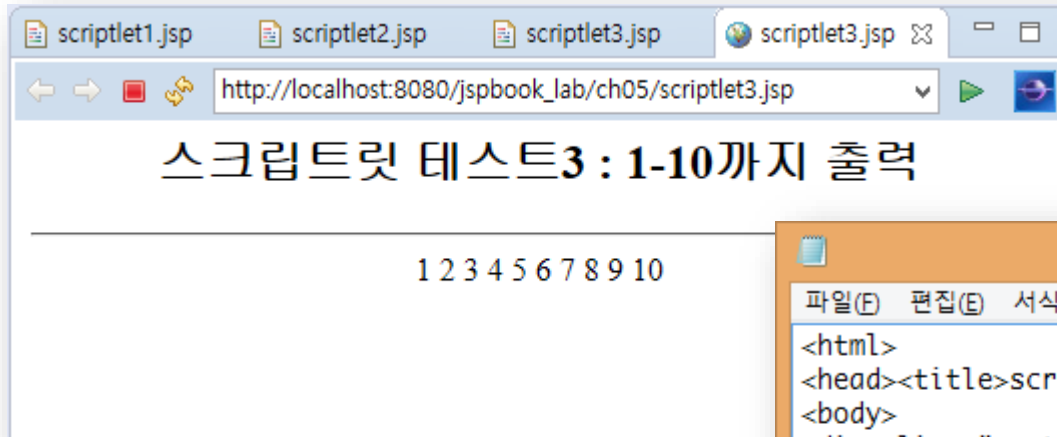 scriptlet1.jsp scriptlet2.jsp scriptlet3.jsp scriptlet3.jsp
http://localhost:8080/jspbook_lab/ch05/scriptlet3.jsp
스크립트릿 테스트3 : 1-10까지 출력
1 2 3 4 5 6 7 8 9 10
파일(F) 편집(E) 서식
<html>
<head><title>scr
<body>